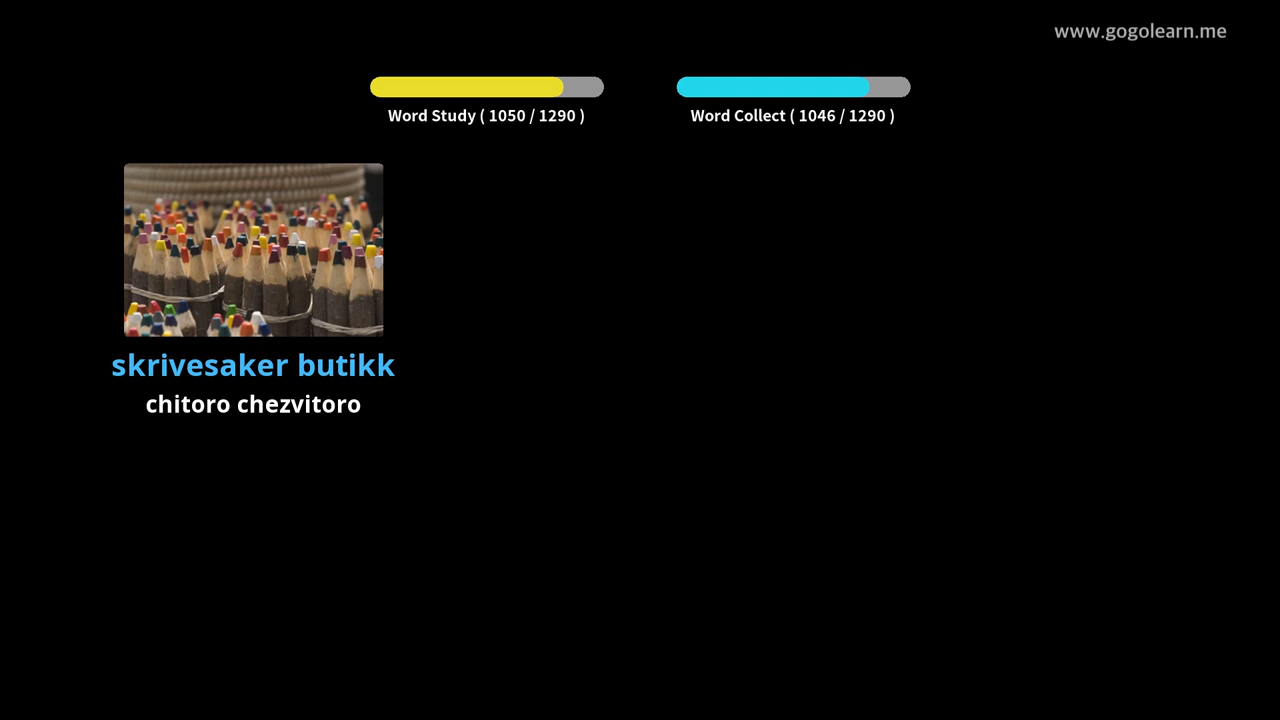 www.gogolearn.me
Word Study ( 1050 / 1290 )
Word Collect ( 1046 / 1290 )
skrivesaker butikk
chitoro chezvitoro